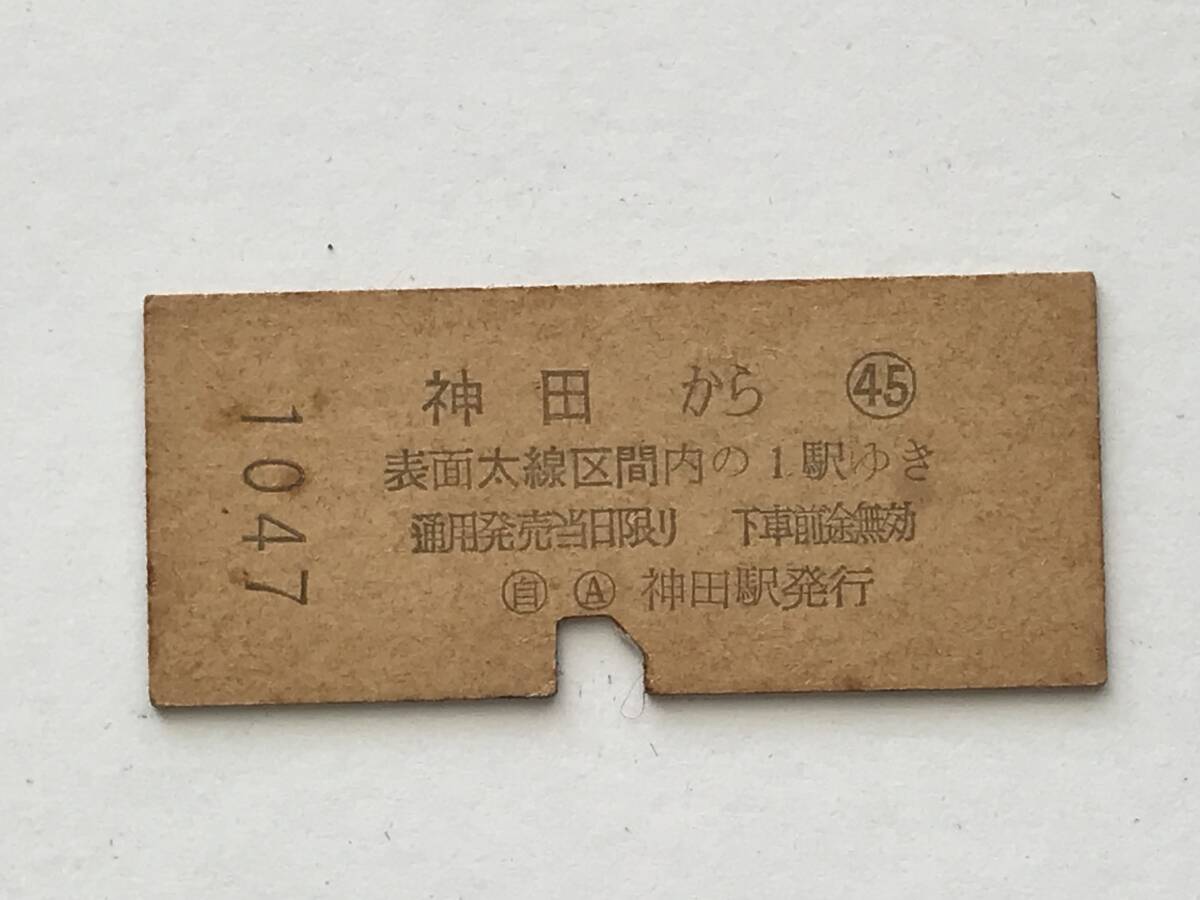 神田 から ㊺
表面太線区間内の1駅ゆき
通用発売当日限り 下車前途無効
㉂ Ⓐ 神田駅発行
1047